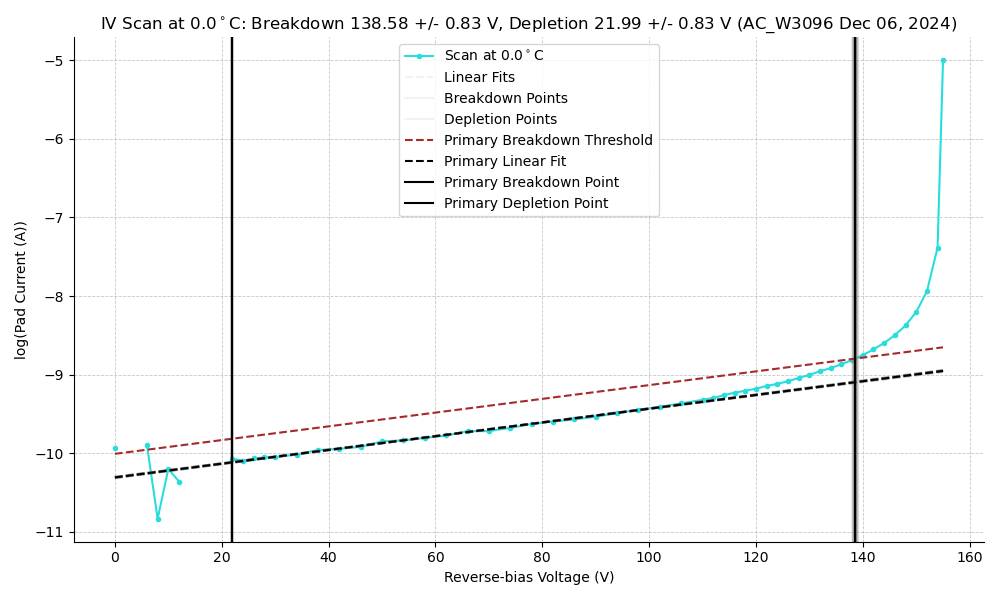 IV Scan at 0.0°C: Breakdown 138.58 +/- 0.83 V, Depletion 21.99 +/- 0.83 V (AC_W3096 Dec 06, 2024)
Scan at 0.0°C
Linear Fits
Breakdown Points
Depletion Points
Primary Breakdown Threshold
Primary Linear Fit
Primary Breakdown Point
Primary Depletion Point
log(Pad Current (A))
−5
−6
−7
−8
−9
−10
−11
0 20 40 60 80 100 120 140 160
Reverse-bias Voltage (V)